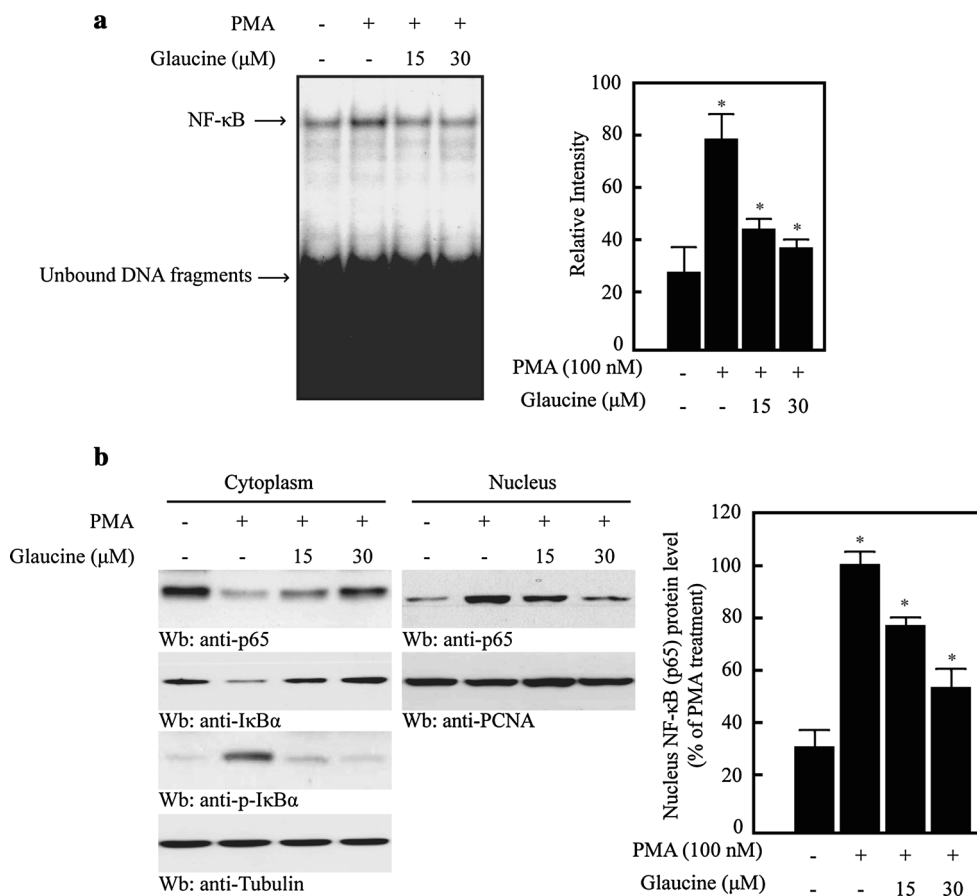 a
PMA - + + +
Glaucine (μM) - - 15 30
NF-κB
Unbound DNA fragments
Relative Intensity
100
80
60
40
20
0
* * *
PMA (100 nM) - + + +
Glaucine (μM) - - 15 30
b
Cytoplasm Nucleus
PMA - + + + - + + +
Glaucine (μM) - - 15 30 - - 15 30
Wb: anti-p65 Wb: anti-p65
Wb: anti-IκBα Wb: anti-PCNA
Wb: anti-p-IκBα
Wb: anti-Tubulin
Nucleus NF-κB (p65) protein level
(% of PMA treatment)
120
100
80
60
40
20
0
* * *
PMA (100 nM) - + + +
Glaucine (μM) - - 15 30